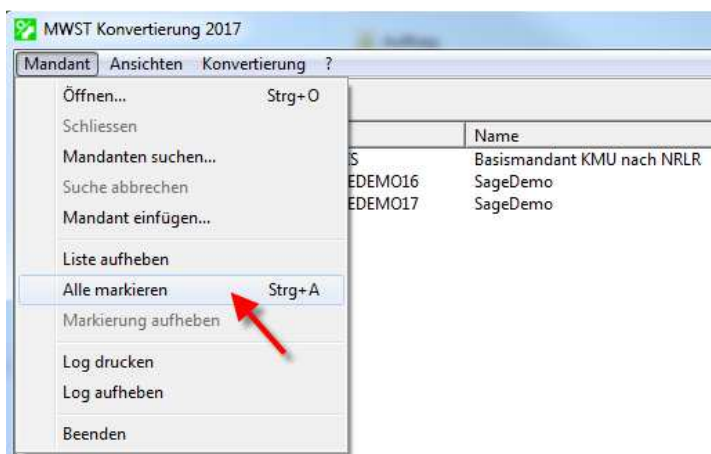 MWST Konvertierung 2017
Mandant Ansichten Konvertierung ?
Öffnen... Strg+O
Schliessen
Name
Mandanten suchen...
S Basismandant KMU nach NRLR
Suche abbrechen
EDEMO16 SageDemo
Mandant einfügen...
EDEMO17 SageDemo
Liste aufheben
Alle markieren Strg+A
Markierung aufheben
Log drucken
Log aufheben
Beenden